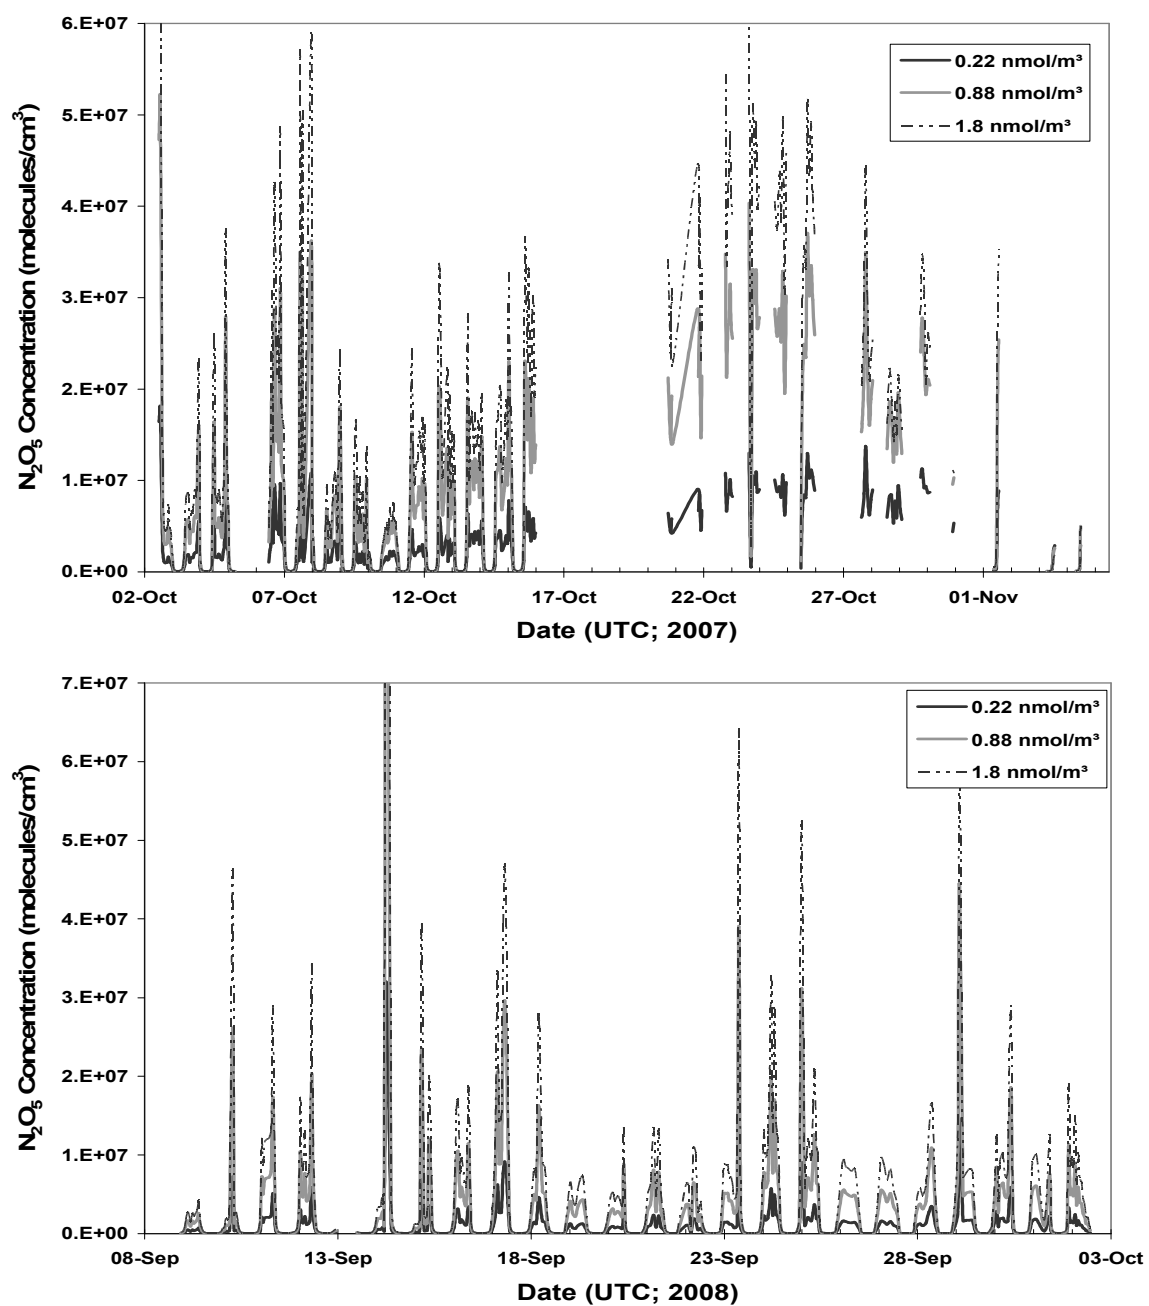 6.E+07
5.E+07
4.E+07
3.E+07
2.E+07
1.E+07
0.E+00
N₂O₅ Concentration (molecules/cm³)
0.22 nmol/m³
0.88 nmol/m³
1.8 nmol/m³
02-Oct 07-Oct 12-Oct 17-Oct 22-Oct 27-Oct 01-Nov
Date (UTC; 2007)
7.E+07
6.E+07
5.E+07
4.E+07
3.E+07
2.E+07
1.E+07
0.E+00
N₂O₅ Concentration (molecules/cm³)
0.22 nmol/m³
0.88 nmol/m³
1.8 nmol/m³
08-Sep 13-Sep 18-Sep 23-Sep 28-Sep 03-Oct
Date (UTC; 2008)